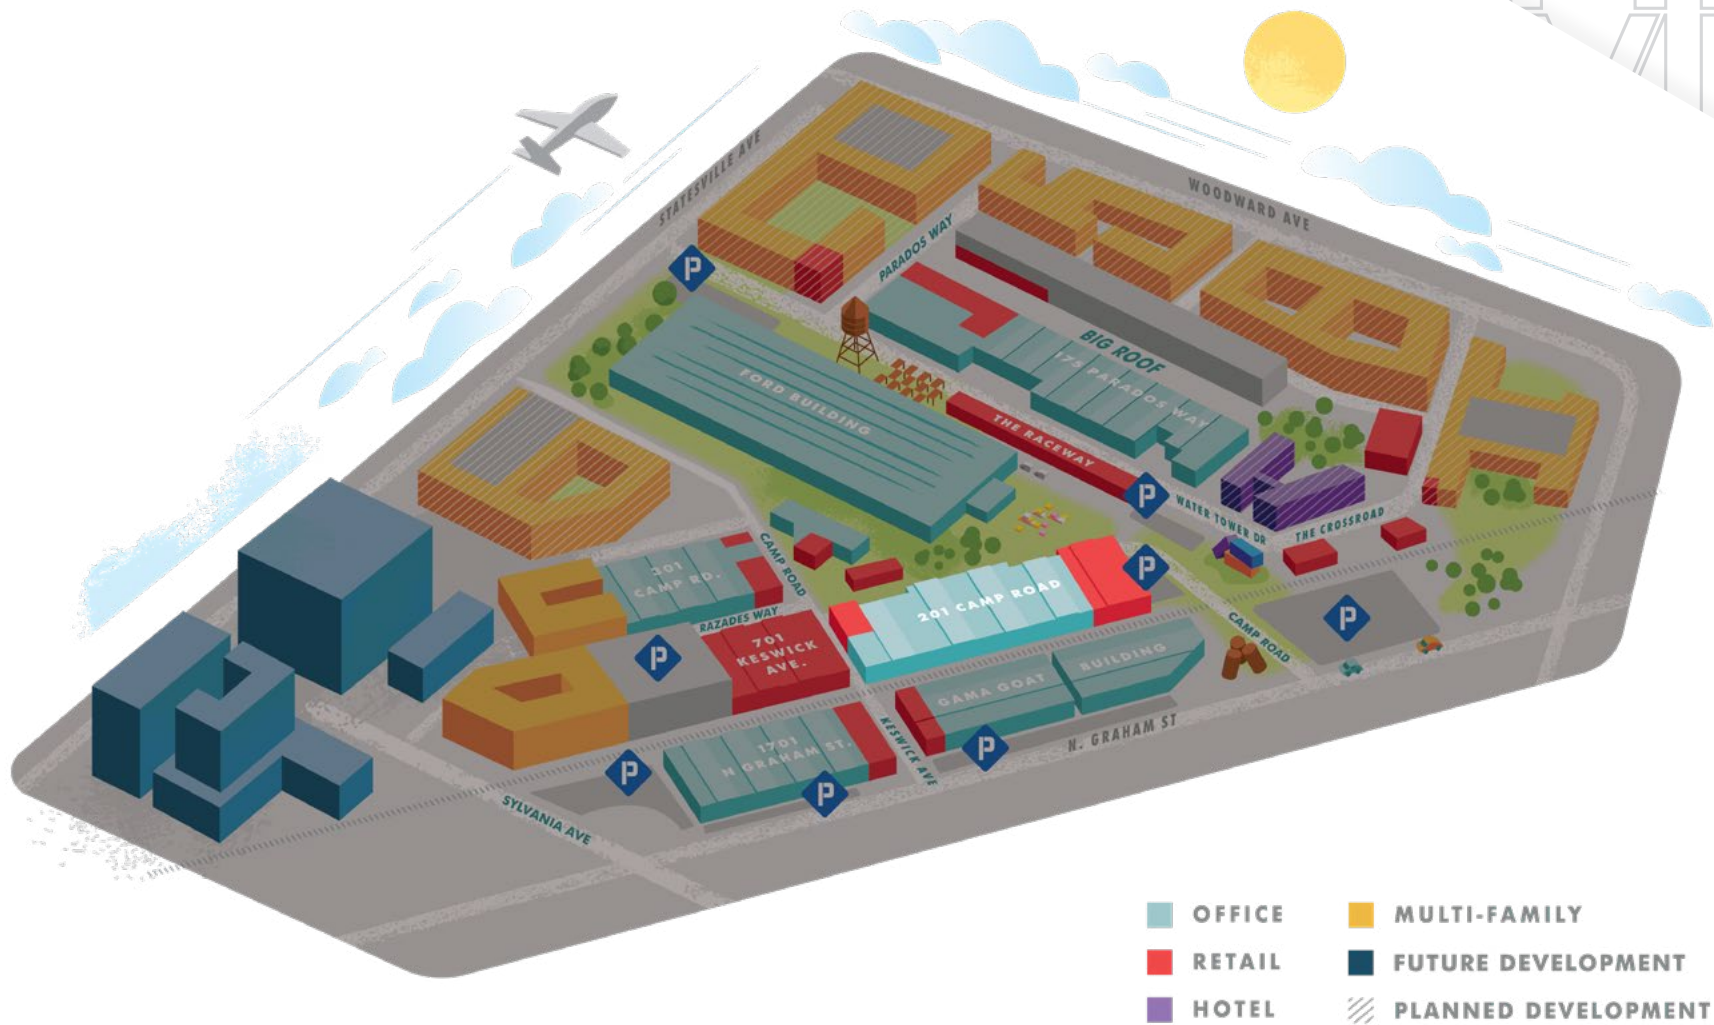 STATESVILLE AVE
WOODWARD AVE
PARADOS WAY
P
BIG ROOF
775 PARADOS WAY
FORD BUILDING
THE RACEWAY
P
WATER TOWER DR
THE CROSSROAD
CAMP ROAD
301
CAMP RD.
RAZADES WAY
P
701
KESWICK
AVE.
201 CAMP ROAD
P
CAMP ROAD
P
GAMA GOAT
BUILDING
N. GRAHAM ST
P
KESWICK AVE
1701
N GRAHAM ST.
P
P
SYLVANIA AVE
OFFICE
MULTI-FAMILY
RETAIL
FUTURE DEVELOPMENT
HOTEL
PLANNED DEVELOPMENT